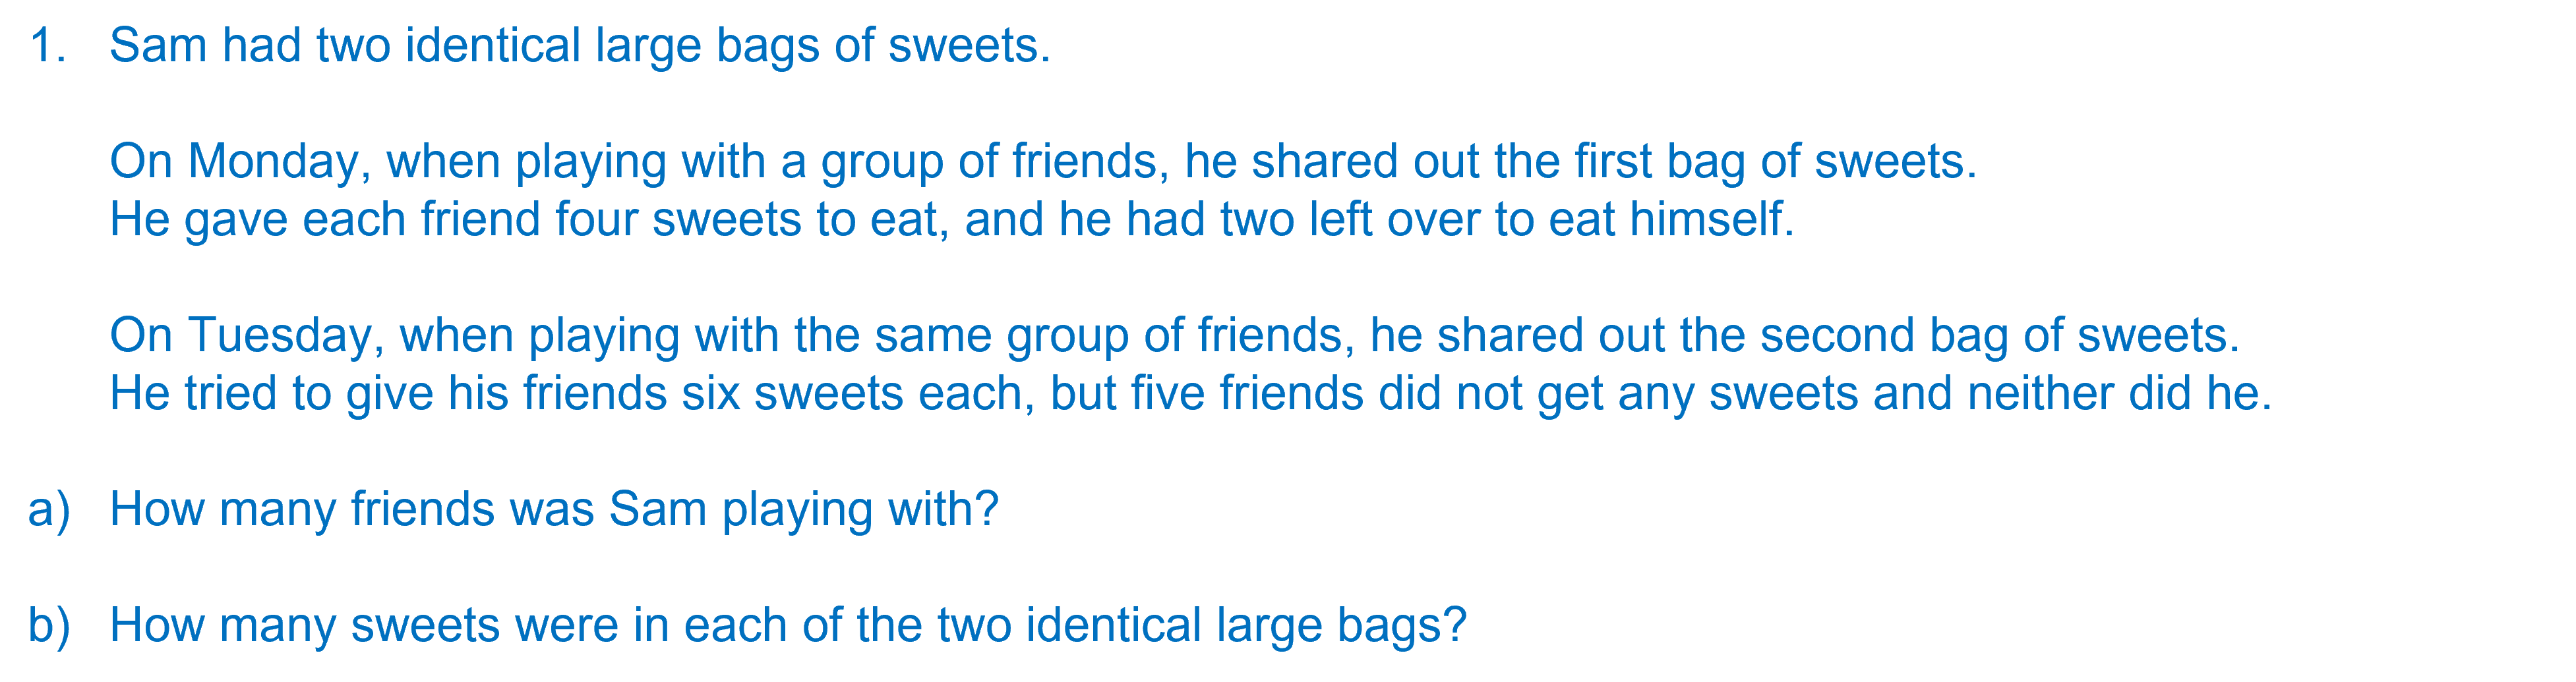 1. Sam had two identical large bags of sweets.
On Monday, when playing with a group of friends, he shared out the first bag of sweets.
He gave each friend four sweets to eat, and he had two left over to eat himself.
On Tuesday, when playing with the same group of friends, he shared out the second bag of sweets.
He tried to give his friends six sweets each, but five friends did not get any sweets and neither did he.
a) How many friends was Sam playing with?
b) How many sweets were in each of the two identical large bags?